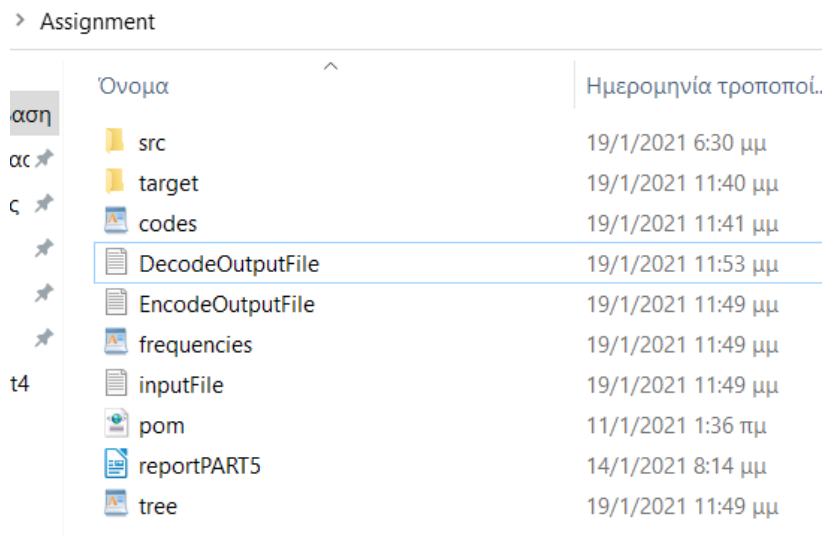 > Assignment
Όνομα Ημερομηνία τροποποί...
αση
ας
ς
t4
src 19/1/2021 6:30 μμ
target 19/1/2021 11:40 μμ
codes 19/1/2021 11:41 μμ
DecodeOutputFile 19/1/2021 11:53 μμ
EncodeOutputFile 19/1/2021 11:49 μμ
frequencies 19/1/2021 11:49 μμ
inputFile 19/1/2021 11:49 μμ
pom 11/1/2021 1:36 πμ
reportPART5 14/1/2021 8:14 μμ
tree 19/1/2021 11:49 μμ